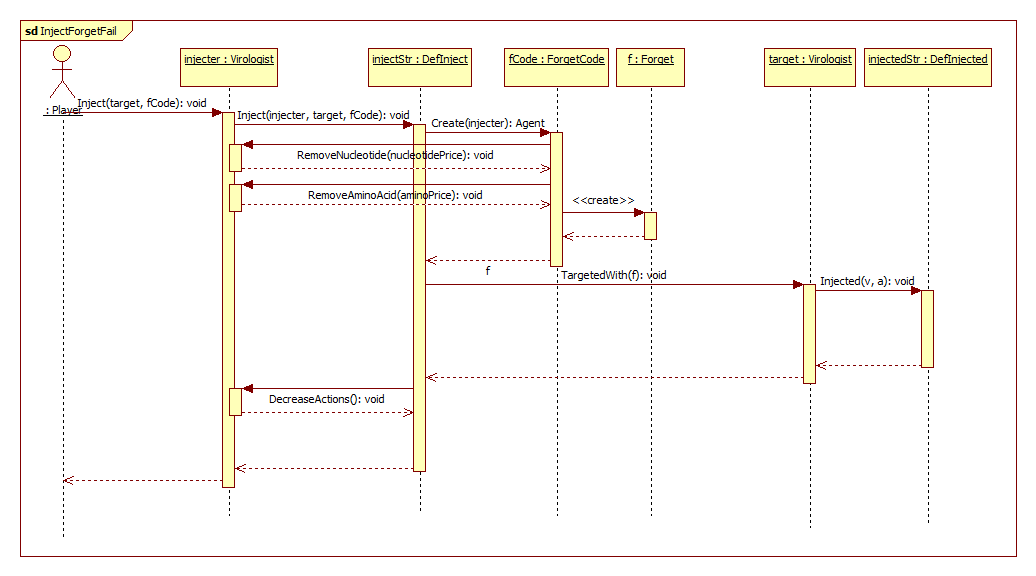 sd InjectForgetFail
injecter : Virologist
injectStr : DefInject
fCode : ForgetCode
f : Forget
target : Virologist
injectedStr : DefInjected
: Player
Inject(target, fCode): void
Inject(injecter, target, fCode): void
Create(injecter): Agent
RemoveNucleotide(nucleotidePrice): void
RemoveAminoAcid(aminoPrice): void
<<create>>
f
TargetedWith(f): void
Injected(v, a): void
DecreaseActions(): void